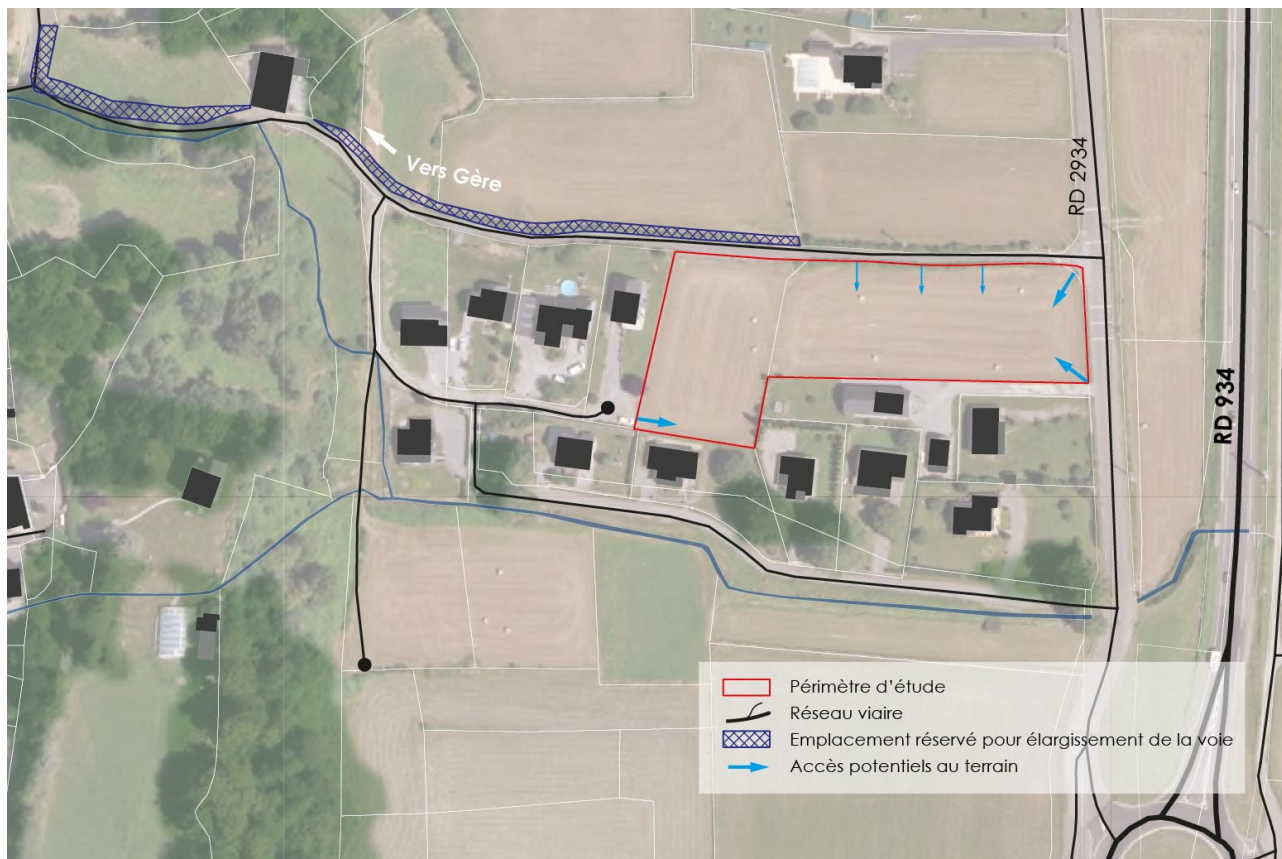 Vers Gère
RD 2934
RD 934
Périmètre d'étude
Réseau viaire
Emplacement réservé pour élargissement de la voie
Accès potentiels au terrain